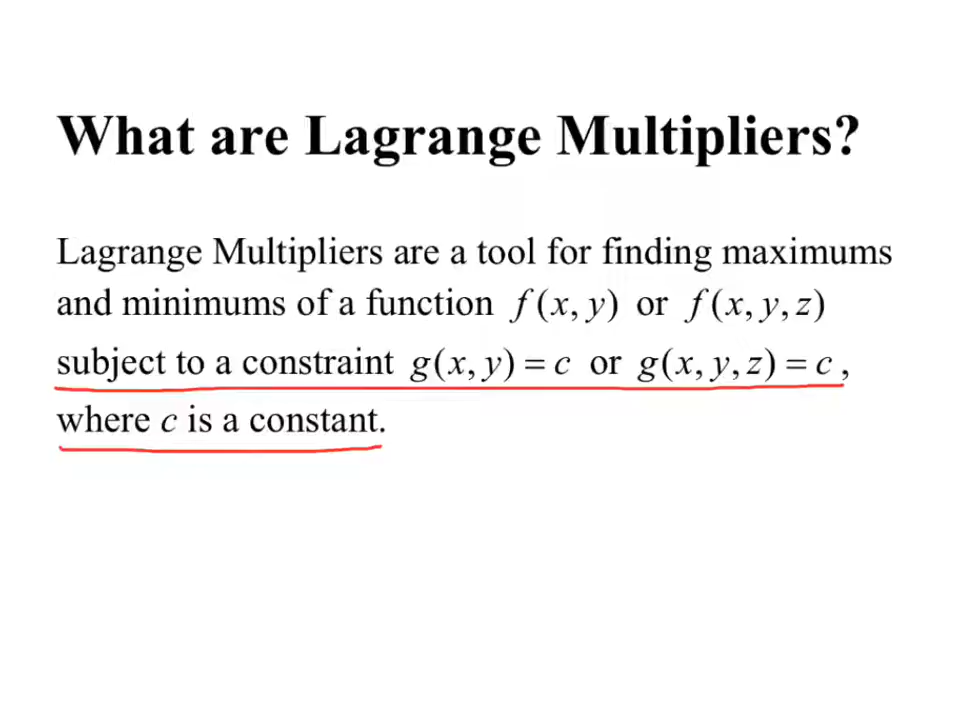 What are Lagrange Multipliers?
Lagrange Multipliers are a tool for finding maximums
and minimums of a function f(x, y) or f(x, y, z)
subject to a constraint g(x, y) = c or g(x, y, z) = c,
where c is a constant.